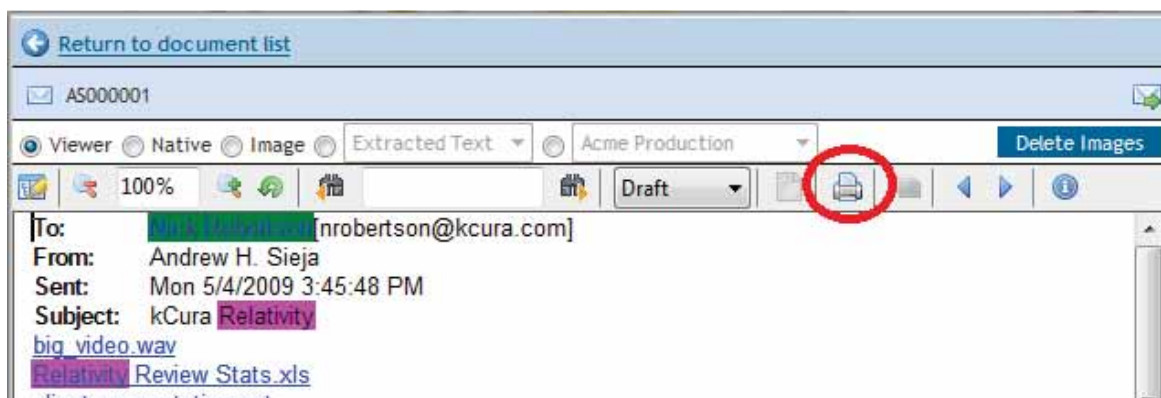 Return to document list
AS000001
Viewer Native Image Extracted Text Acme Production Delete Images
100% Draft
To: [nrobertson@kcura.com]
From: Andrew H. Sieja
Sent: Mon 5/4/2009 3:45:48 PM
Subject: kCura Relativity
big_video.wav
Relativity Review Stats.xls